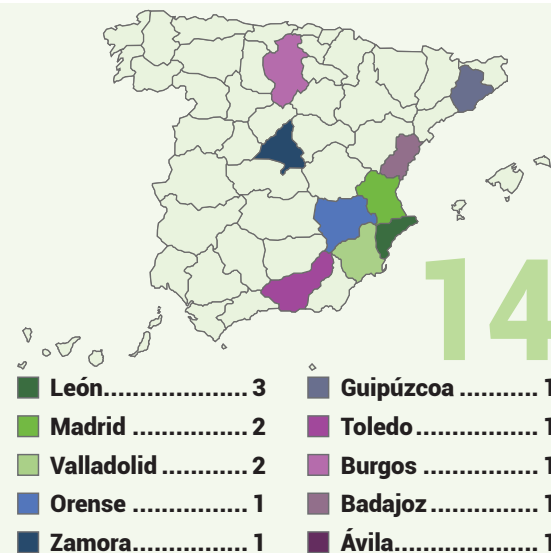 14
León..................... 3
Madrid ................. 2
Valladolid ............. 2
Orense ................. 1
Zamora................. 1
Guipúzcoa ........... 1
Toledo................... 1
Burgos .................. 1
Badajoz................. 1
Ávila...................... 1